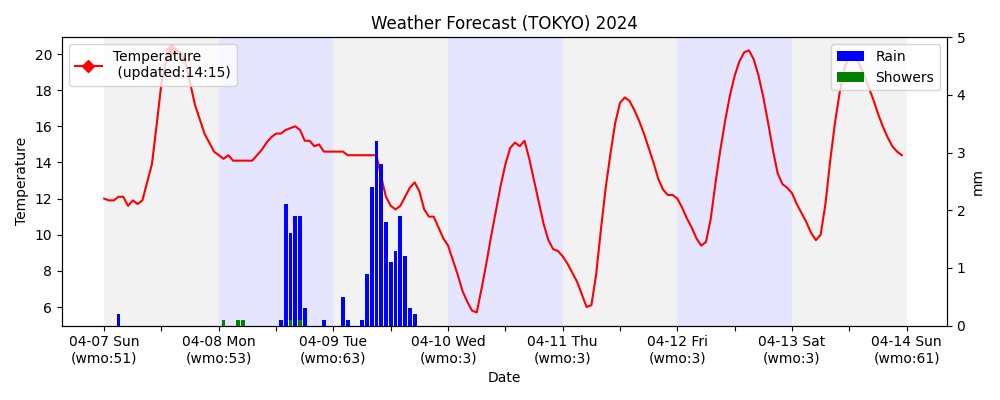 Weather Forecast (TOKYO) 2024
Temperature
(updated:14:15)
Rain
Showers
Temperature
20
18
16
14
12
10
8
6
5
4
3
2
1
0
mm
04-07 Sun
(wmo:51)
04-08 Mon
(wmo:53)
04-09 Tue
(wmo:63)
04-10 Wed
(wmo:3)
04-11 Thu
(wmo:3)
04-12 Fri
(wmo:3)
04-13 Sat
(wmo:3)
04-14 Sun
(wmo:61)
Date